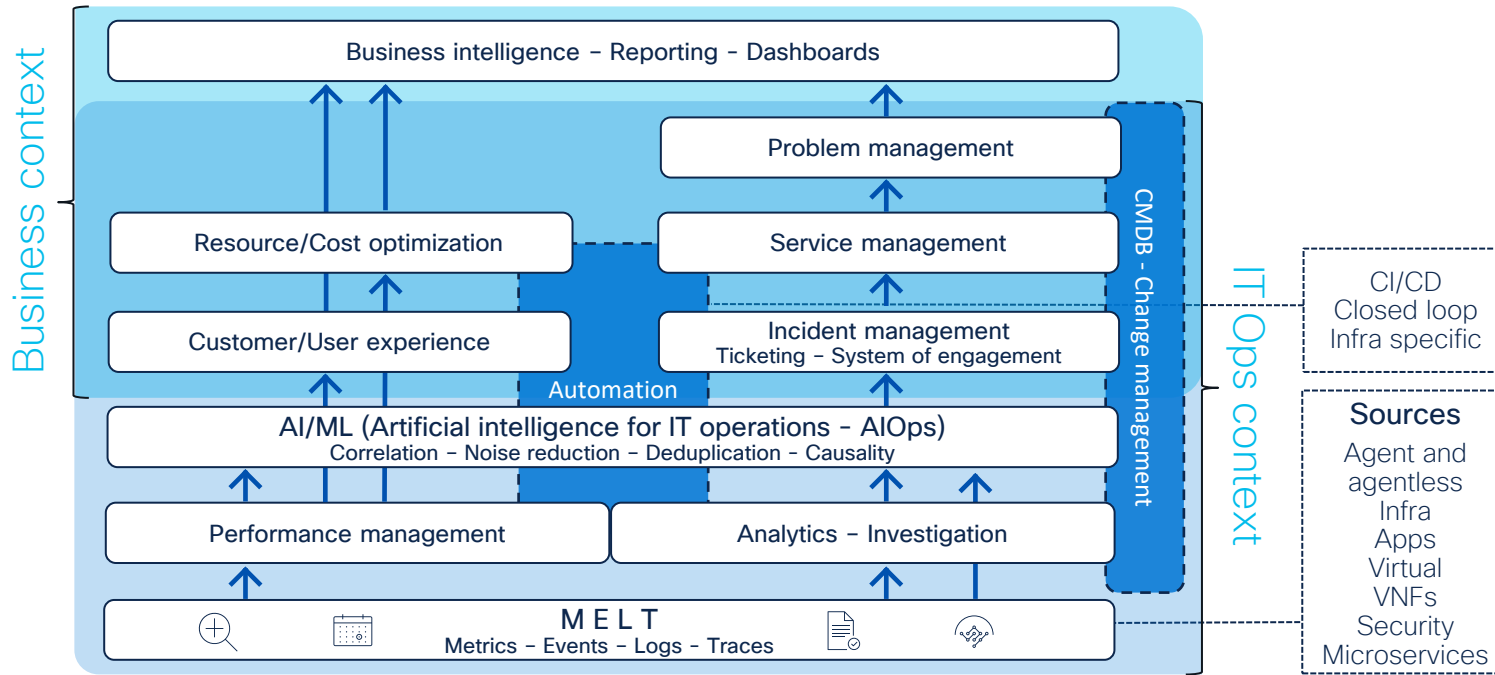 Business context
Business intelligence – Reporting – Dashboards
Problem management
Resource/Cost optimization
Service management
Customer/User experience
Incident management
Ticketing – System of engagement
Automation
CMDB - Change management
IT Ops context
AI/ML (Artificial intelligence for IT operations – AIOps)
Correlation – Noise reduction – Deduplication – Causality
Performance management
Analytics – Investigation
MELT
Metrics – Events – Logs – Traces
CI/CD
Closed loop
Infra specific
Sources
Agent and
agentless
Infra
Apps
Virtual
VNFs
Security
Microservices